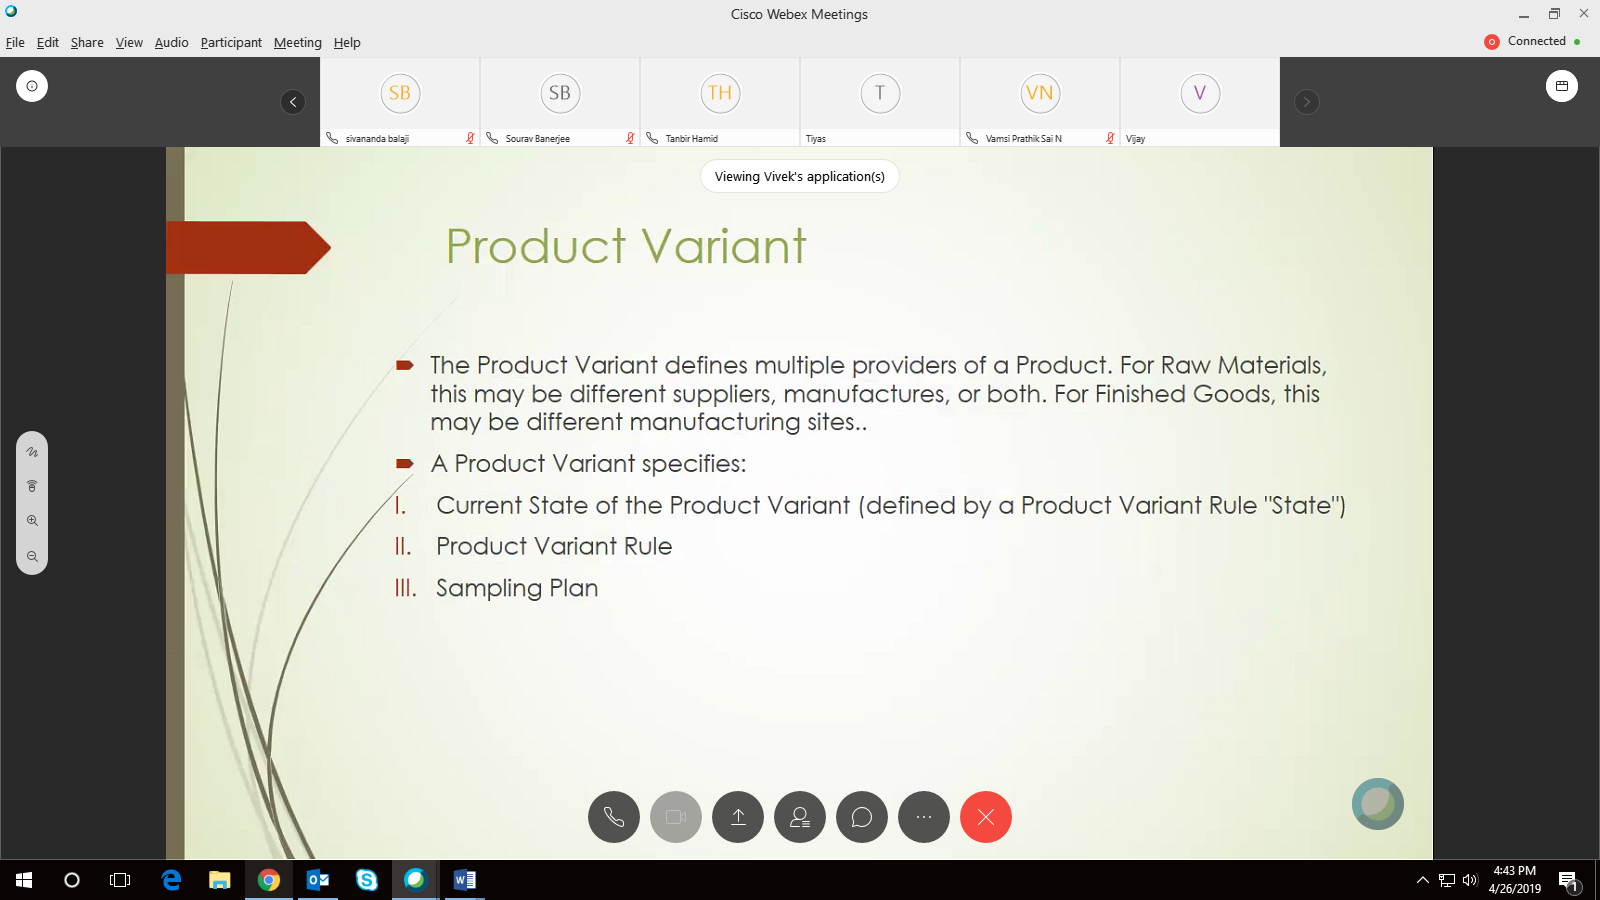 Cisco Webex Meetings
File Edit Share View Audio Participant Meeting Help
Connected
SB SB TH T VN V
sivananda balaji Sourav Banerjee Tanbir Hamid Tiyas Vamsi Prathik Sai N Vijay
Viewing Vivek's application(s)
Product Variant
The Product Variant defines multiple providers of a Product. For Raw Materials,
this may be different suppliers, manufactures, or both. For Finished Goods, this
may be different manufacturing sites..
A Product Variant specifies:
I. Current State of the Product Variant (defined by a Product Variant Rule "State")
II. Product Variant Rule
III. Sampling Plan
4:43 PM
4/26/2019
1